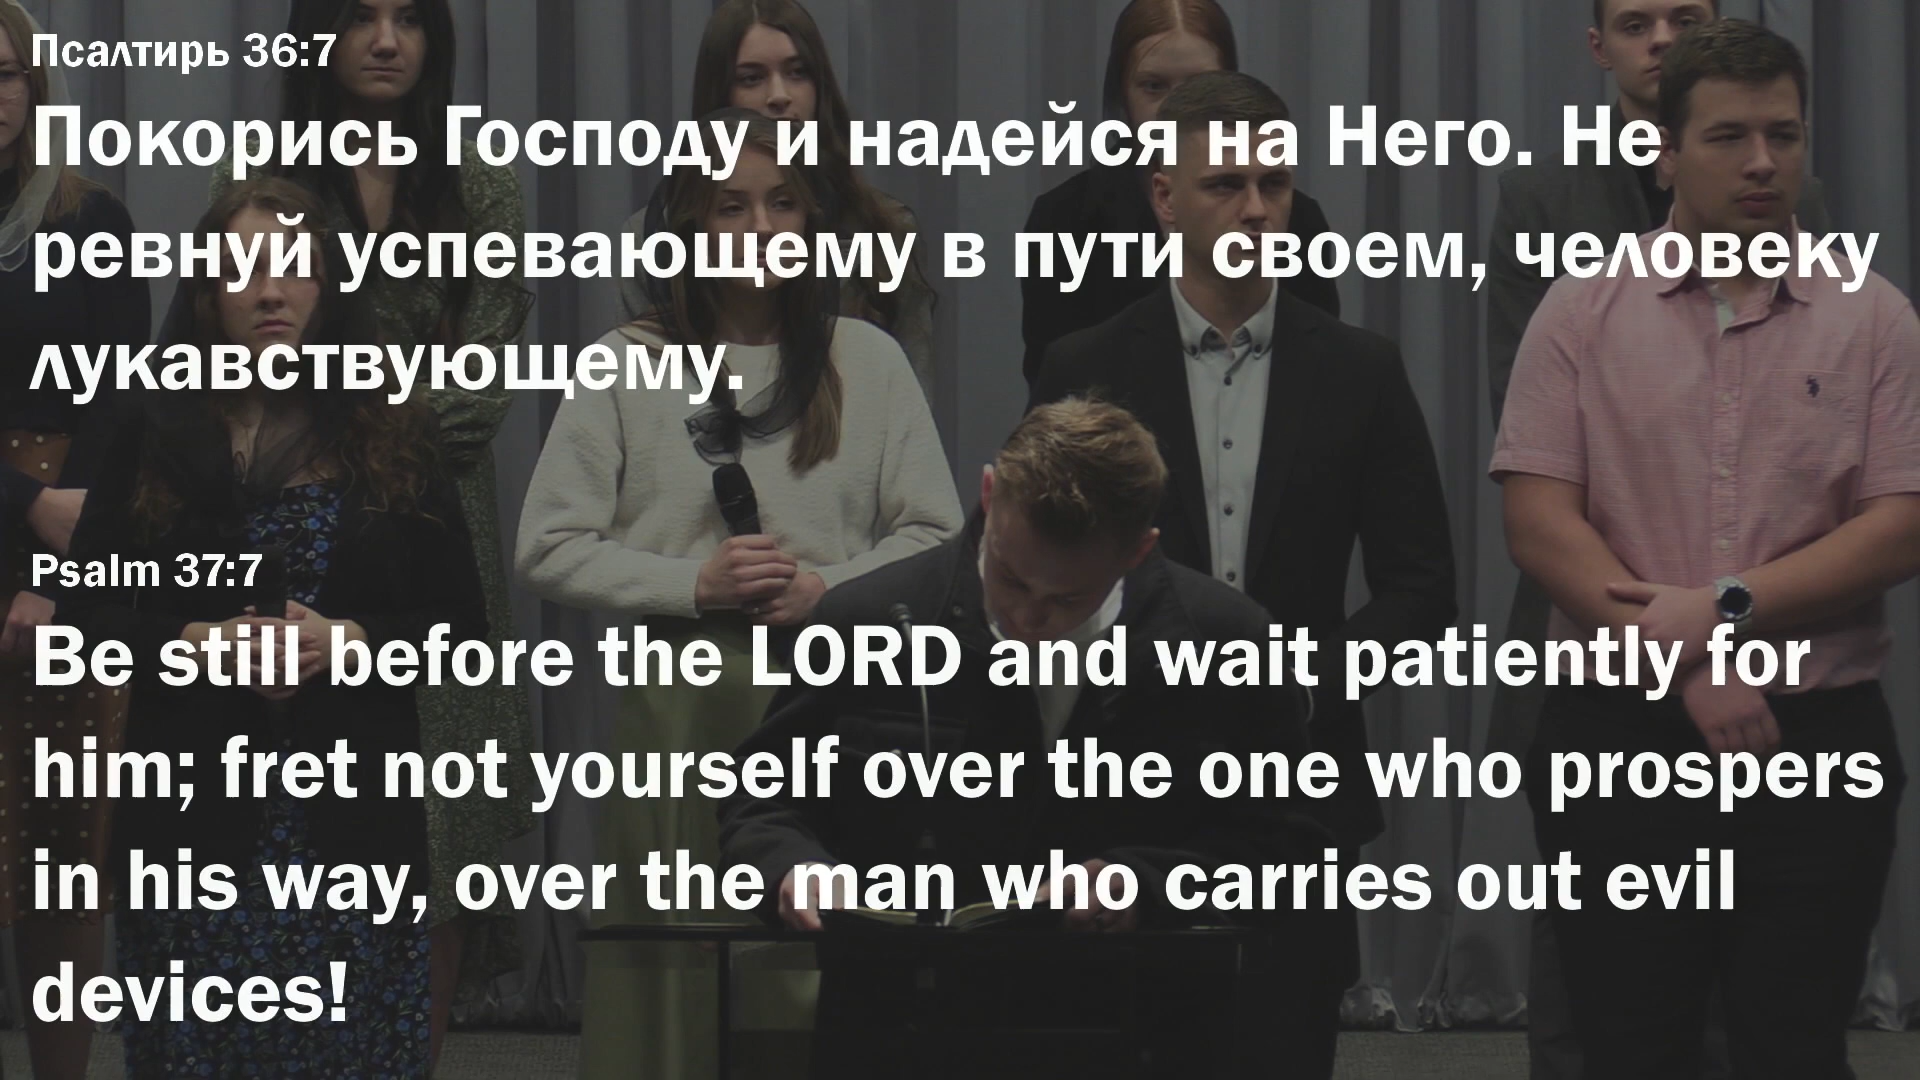 Псалтирь 36:7
Покорись Господу и надейся на Него. Не
ревнуй успевающему в пути своем, человеку
лукавствующему.
Psalm 37:7
Be still before the LORD and wait patiently for
him; fret not yourself over the one who prospers
in his way, over the man who carries out evil
devices!